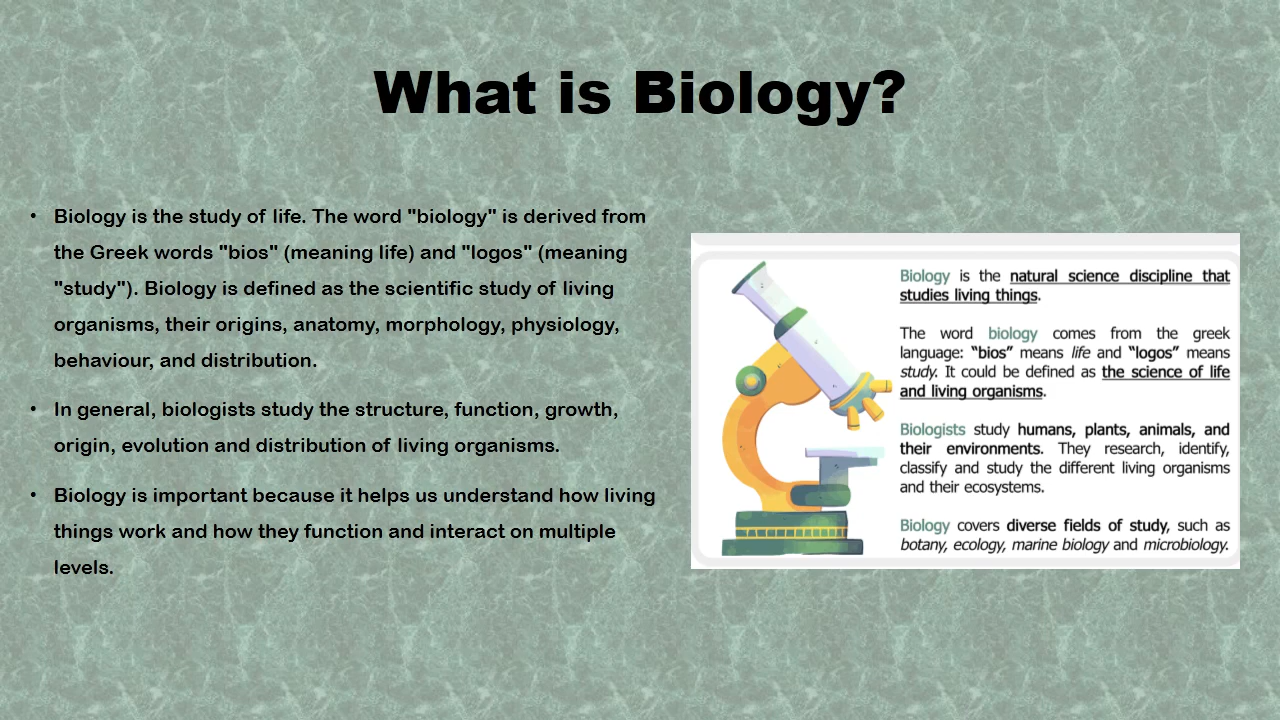 What is Biology?
• Biology is the study of life. The word "biology" is derived from
the Greek words "bios" (meaning life) and "logos" (meaning
"study"). Biology is defined as the scientific study of living
organisms, their origins, anatomy, morphology, physiology,
behaviour, and distribution.
• In general, biologists study the structure, function, growth,
origin, evolution and distribution of living organisms.
• Biology is important because it helps us understand how living
things work and how they function and interact on multiple
levels.
Biology is the natural science discipline that
studies living things.
The word biology comes from the greek
language: “bios” means life and “logos” means
study. It could be defined as the science of life
and living organisms.
Biologists study humans, plants, animals, and
their environments. They research, identify,
classify and study the different living organisms
and their ecosystems.
Biology covers diverse fields of study, such as
botany, ecology, marine biology and microbiology.